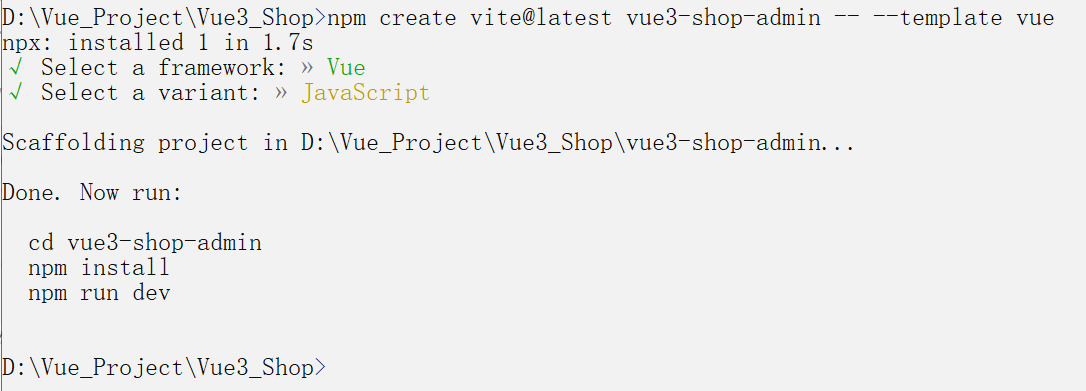 D:\Vue_Project\Vue3_Shop>npm create vite@latest vue3-shop-admin -- --template vue
npx: installed 1 in 1.7s
√ Select a framework: » Vue
√ Select a variant: » JavaScript
Scaffolding project in D:\Vue_Project\Vue3_Shop\vue3-shop-admin...
Done. Now run:
cd vue3-shop-admin
npm install
npm run dev
D:\Vue_Project\Vue3_Shop>